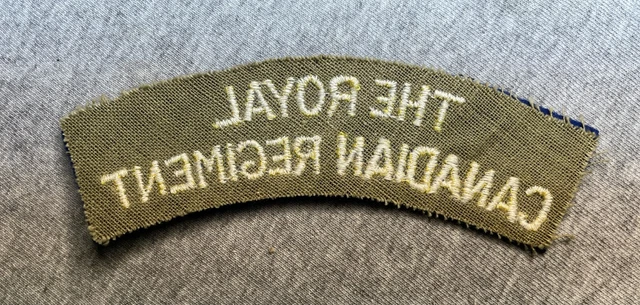 THE ROYAL
CANADIAN REGIMENT